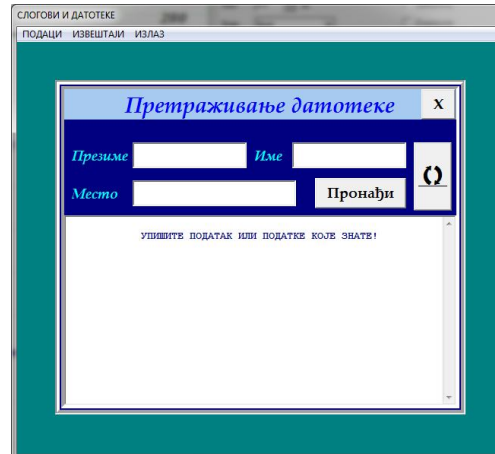 СЛОГОВИ И ДАТОТЕКЕ
ПОДАЦИ ИЗВЕШТАЈИ ИЗЛАЗ
Претраживање датотеке X
Презиме Име
Место Пронађи
УПИШИТЕ ПОДАТАК ИЛИ ПОДАТКЕ КОЈЕ ЗНАТЕ!